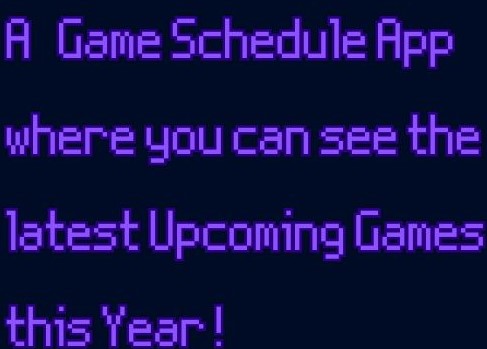 A Game Schedule App
where you can see the
latest Upcoming Games
this Year!